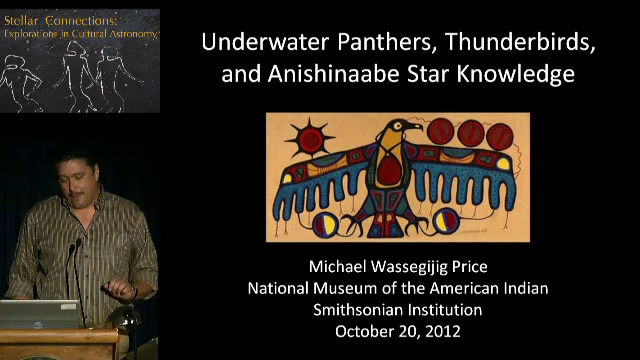 Stellar Connections:
Explorations in Cultural Astronomy
Underwater Panthers, Thunderbirds,
and Anishinaabe Star Knowledge
Michael Wassegijig Price
National Museum of the American Indian
Smithsonian Institution
October 20, 2012